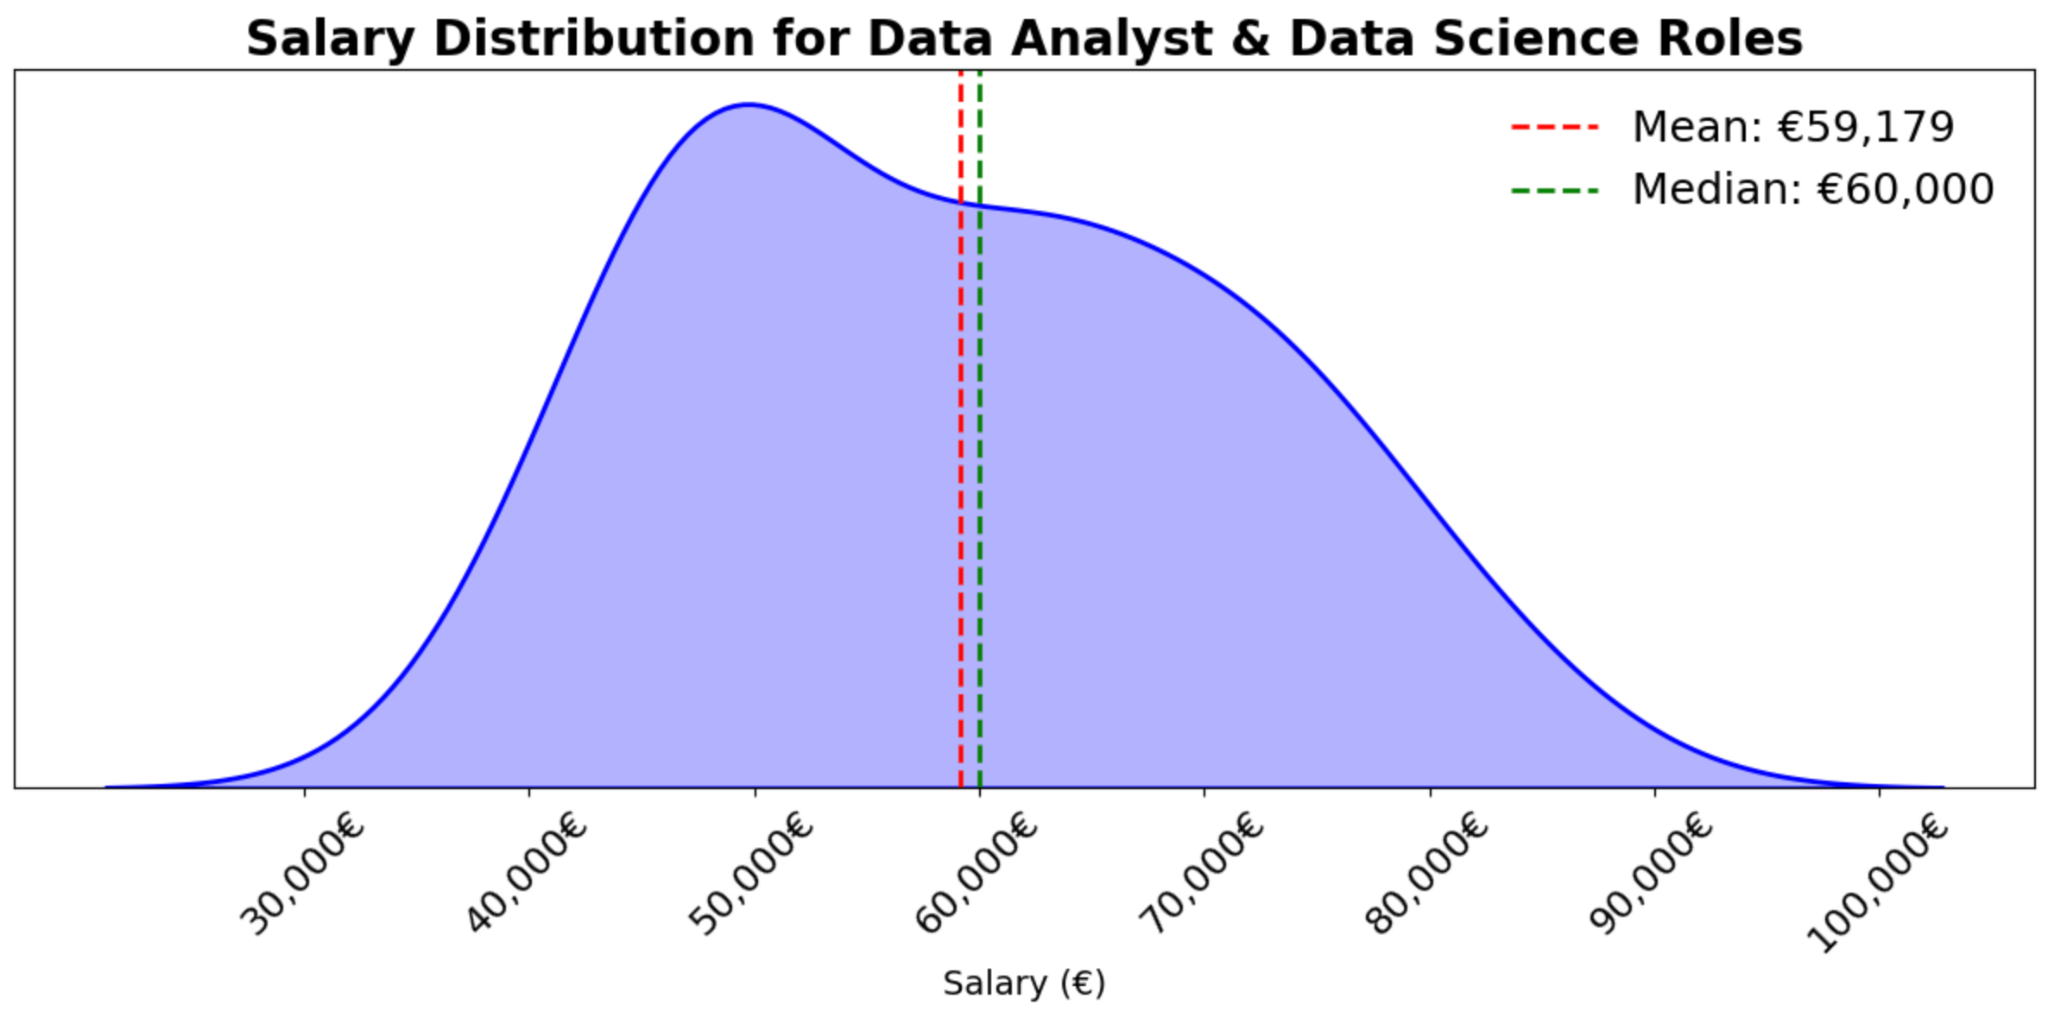 Salary Distribution for Data Analyst & Data Science Roles
Mean: €59,179
Median: €60,000
30,000€
40,000€
50,000€
60,000€
70,000€
80,000€
90,000€
100,000€
Salary (€)